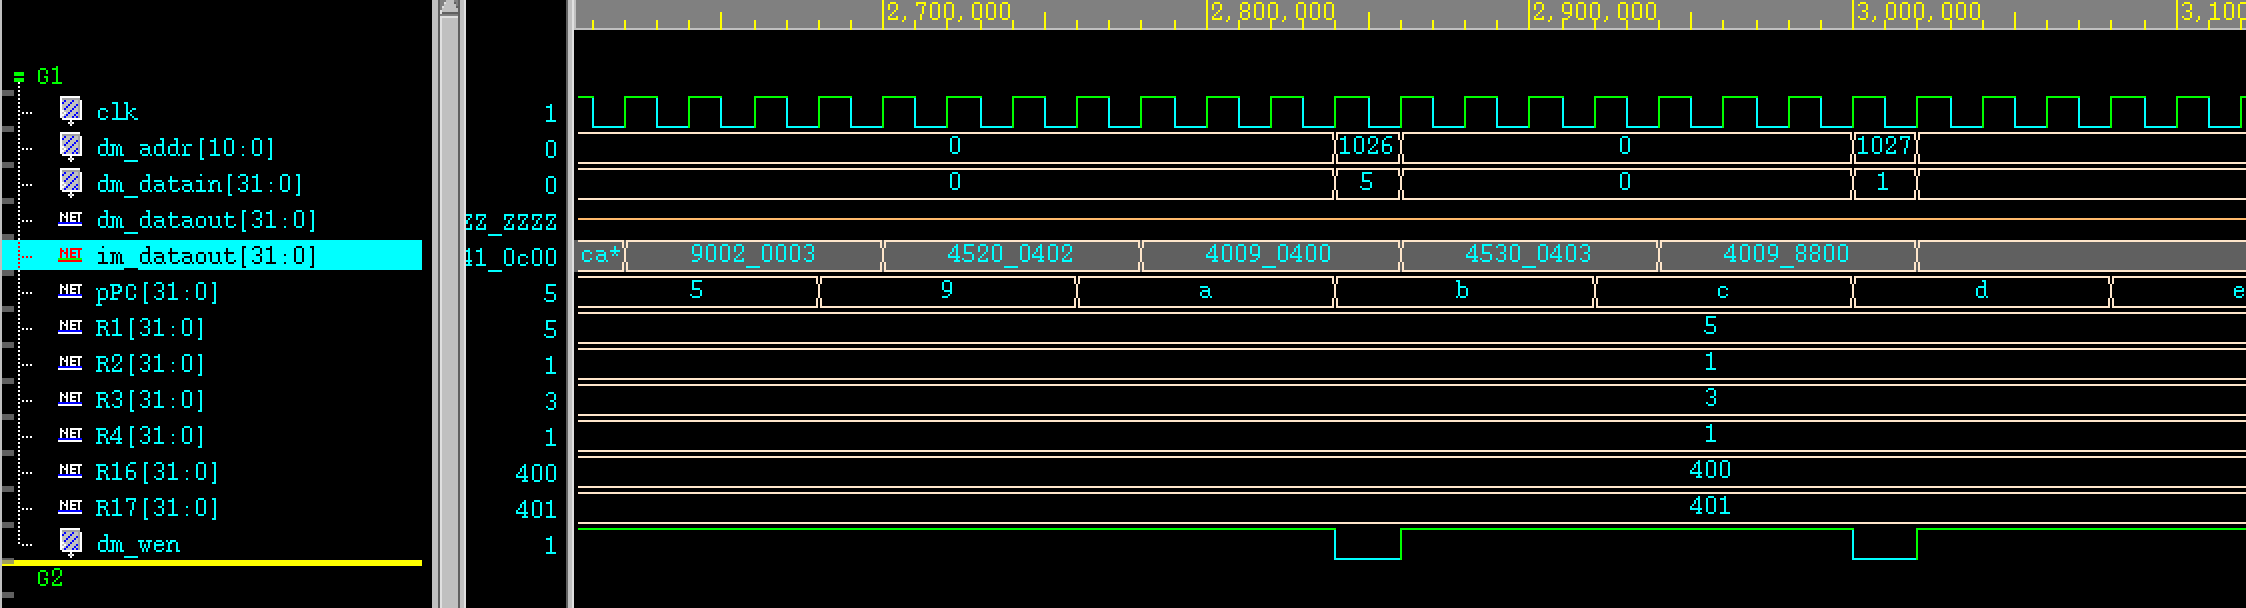 2,700,000 2,800,000 2,900,000 3,000,000 3,100
G1
clk 1
dm_addr[10:0] 0 0 1026 0 1027
dm_datain[31:0] 0 0 5 0 1
NET dm_dataout[31:0] ZZ_ZZZZ
NET im_dataout[31:0] 41_0c00 ca* 9002_0003 4520_0402 4009_0400 4530_0403 4009_8800
NET pPC[31:0] 5 5 9 a b c d e
NET R1[31:0] 5 5
NET R2[31:0] 1 1
NET R3[31:0] 3 3
NET R4[31:0] 1 1
NET R16[31:0] 400 400
NET R17[31:0] 401 401
dm_wen 1
G2